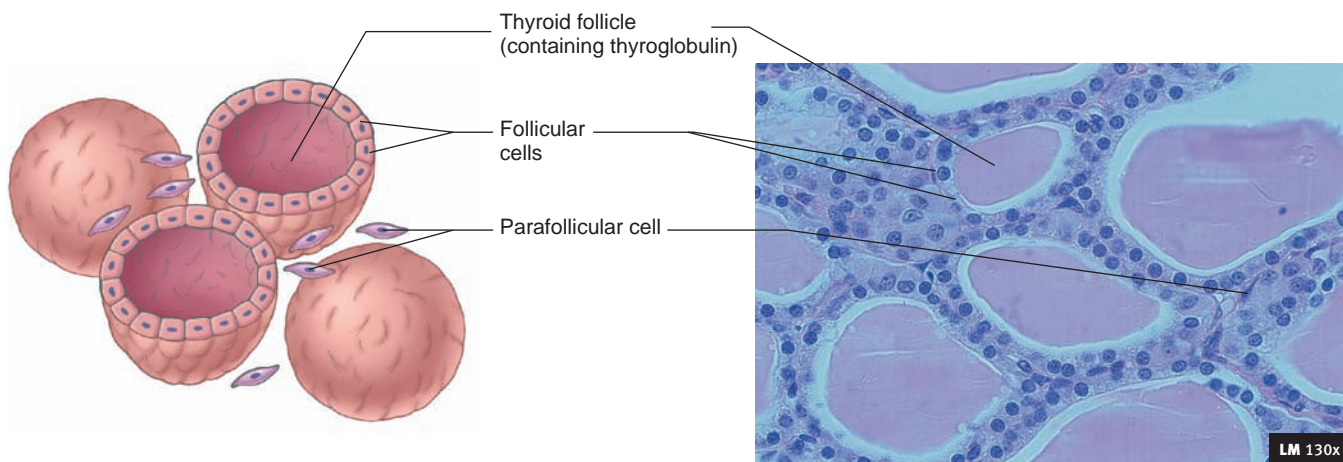 Thyroid follicle
(containing thyroglobulin)
Follicular
cells
Parafollicular cell
LM 130x